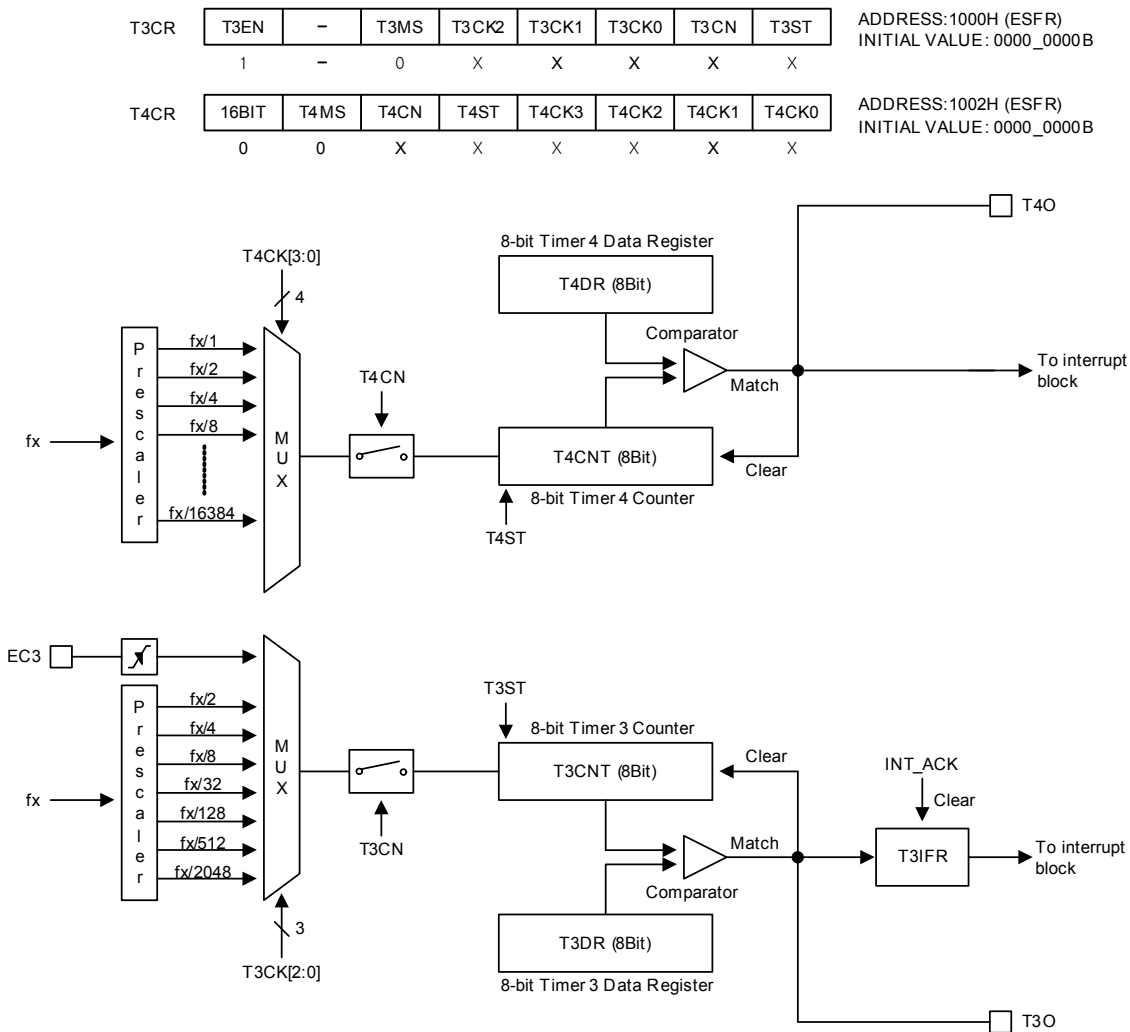 T3CR T3EN – T3MS T3CK2 T3CK1 T3CK0 T3CN T3ST ADDRESS:1000H (ESFR)
INITIAL VALUE: 0000_0000B
1 – 0 X X X X X
T4CR 16BIT T4MS T4CN T4ST T4CK3 T4CK2 T4CK1 T4CK0 ADDRESS:1002H (ESFR)
INITIAL VALUE: 0000_0000B
0 0 X X X X X X
T4O
8-bit Timer 4 Data Register
T4CK[3:0]
T4DR (8Bit)
4
Comparator
Prescaler
fx/1
fx/2
fx/4
fx/8
fx/16384
fx
MUX
T4CN
Match
To interrupt
block
T4CNT (8Bit)
Clear
8-bit Timer 4 Counter
T4ST
EC3
Prescaler
fx/2
fx/4
fx/8
fx/32
fx/128
fx/512
fx/2048
fx
MUX
T3ST
8-bit Timer 3 Counter
T3CNT (8Bit)
Clear
INT_ACK
Clear
T3CN
Match
T3IFR
To interrupt
block
Comparator
3
T3CK[2:0]
T3DR (8Bit)
8-bit Timer 3 Data Register
T3O